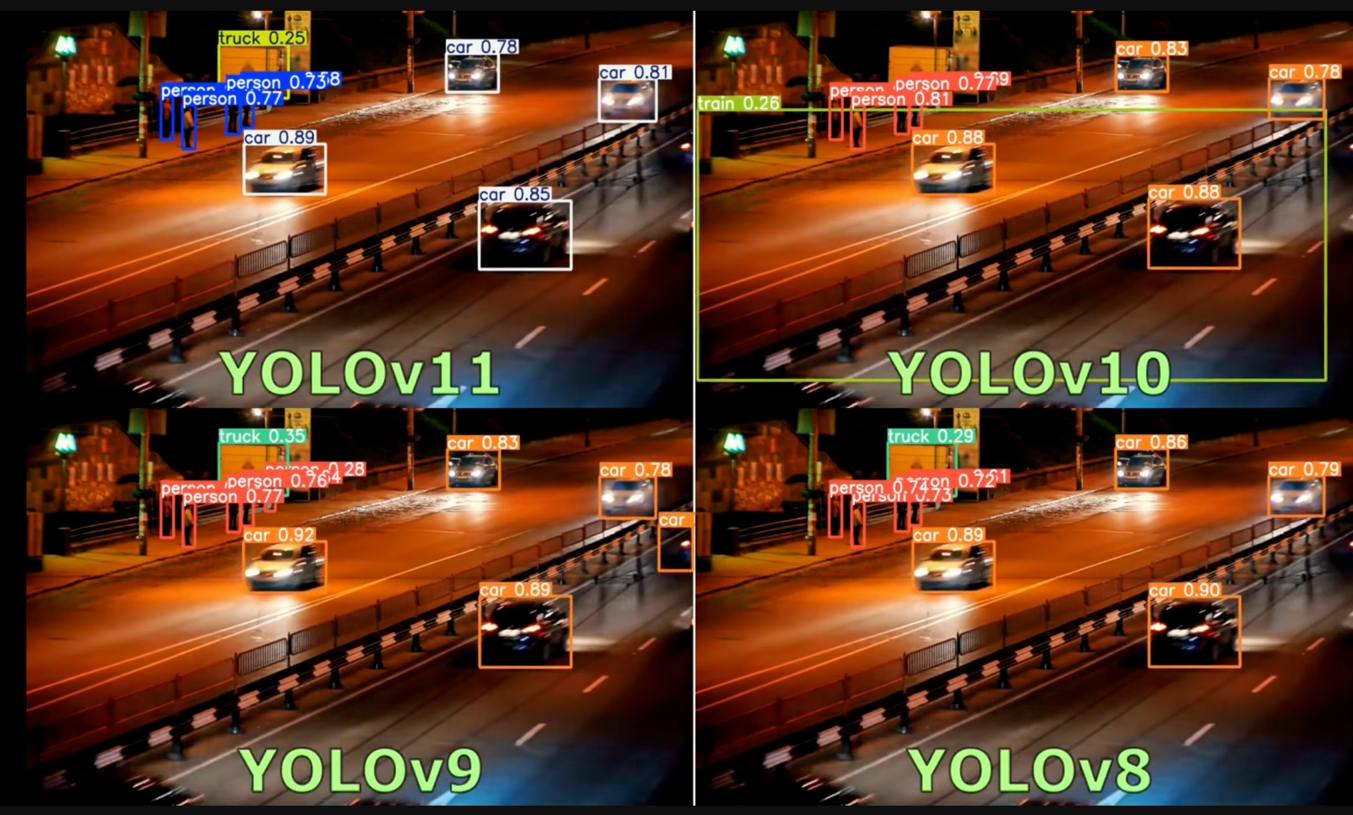 truck 0.25
car 0.78
car 0.81
person 0.73
person 0.77
car 0.89
car 0.85
YOLOv11
car 0.83
car 0.78
person 0.77
person 0.81
train 0.26
car 0.88
car 0.88
YOLOv10
truck 0.35
car 0.83
0.28
car 0.78
person 0.76
person 0.77
car
car 0.92
car 0.89
YOLOv9
truck 0.29
car 0.86
car 0.79
person
0.72
person 0.73
car 0.89
car 0.90
YOLOv8